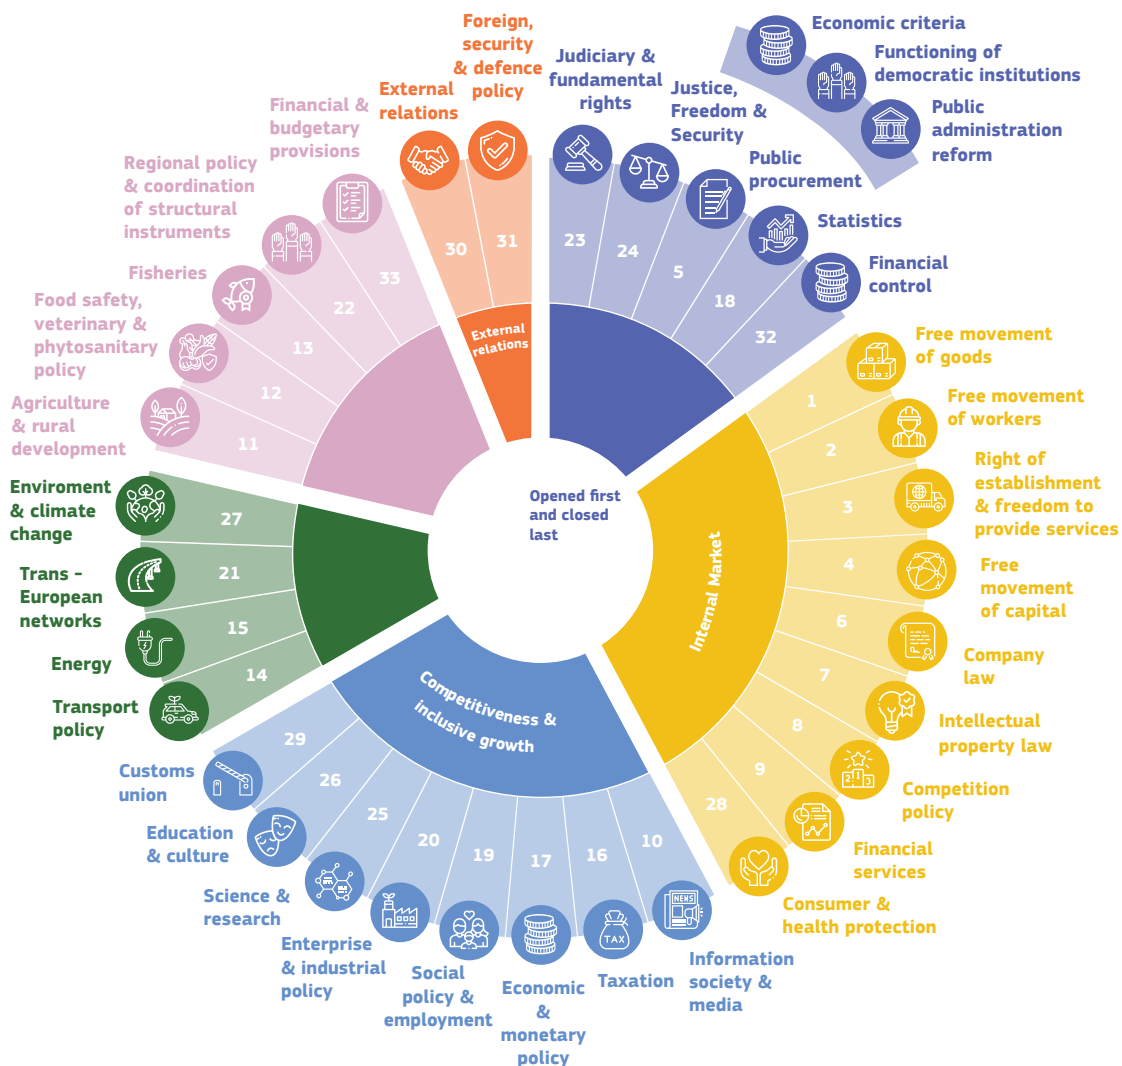 Economic criteria
Functioning of
democratic institutions
Public
administration
reform
Foreign,
security
& defence
policy
External
relations
Judiciary &
fundamental
rights
Justice,
Freedom &
Security
Public
procurement
Statistics
Financial
control
23
24
5
18
32
Opened first
and closed
last
Free movement
of goods
Free movement
of workers
Right of
establishment
& freedom to
provide services
Free
movement
of capital
Company
law
Intellectual
property law
Competition
policy
Financial
services
Consumer &
health protection
1
2
3
4
6
7
8
9
28
Internal Market
1
2
3
Information
society &
media
Taxation
Economic
&
monetary
policy
Social
policy &
employment
Enterprise
& industrial
policy
Science &
research
Education
& culture
Customs
union
NEWS
TAX
10
16
17
19
20
25
26
29
Competitiveness &
inclusive growth
Transport
policy
Energy
Trans -
European
networks
Enviroment
& climate
change
14
15
21
27
Agriculture
& rural
development
Food safety,
veterinary &
phytosanitary
policy
Fisheries
Regional policy
& coordination
of structural
instruments
Financial &
budgetary
provisions
11
12
13
22
33
30
31
External
relations